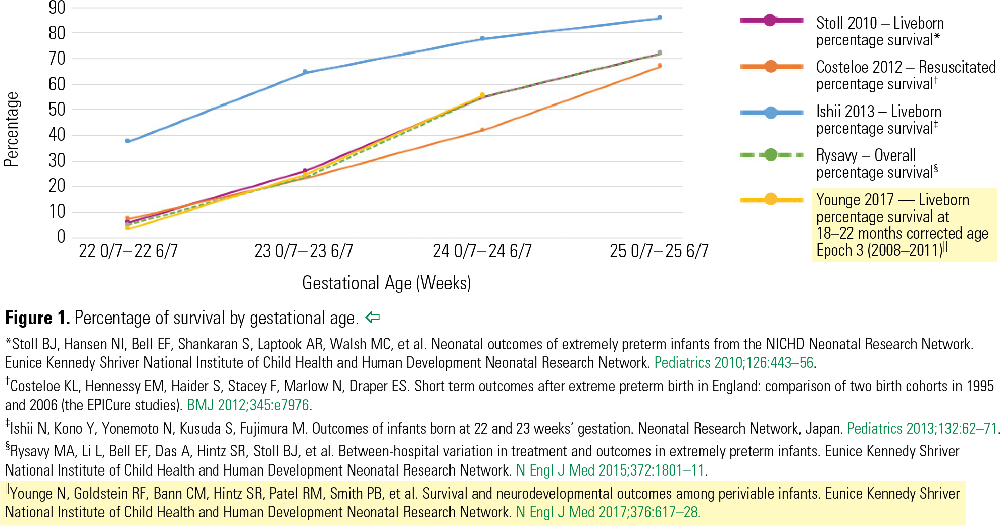 90
80
70
60
50
40
30
20
10
0
Percentage
22 0/7–22 6/7
23 0/7–23 6/7
24 0/7–24 6/7
25 0/7–25 6/7
Gestational Age (Weeks)
Stoll 2010 – Liveborn
percentage survival*
Costeloe 2012 – Resuscitated
percentage survival†
Ishii 2013 – Liveborn
percentage survival‡
Rysavy – Overall
percentage survival§
Younge 2017 — Liveborn
percentage survival at
18–22 months corrected age
Epoch 3 (2008–2011)||
Figure 1. Percentage of survival by gestational age. ⇦
*Stoll BJ, Hansen NI, Bell EF, Shankaran S, Laptook AR, Walsh MC, et al. Neonatal outcomes of extremely preterm infants from the NICHD Neonatal Research Network.
Eunice Kennedy Shriver National Institute of Child Health and Human Development Neonatal Research Network. Pediatrics 2010;126:443–56.
†Costeloe KL, Hennessy EM, Haider S, Stacey F, Marlow N, Draper ES. Short term outcomes after extreme preterm birth in England: comparison of two birth cohorts in 1995
and 2006 (the EPICure studies). BMJ 2012;345:e7976.
‡Ishii N, Kono Y, Yonemoto N, Kusuda S, Fujimura M. Outcomes of infants born at 22 and 23 weeks’ gestation. Neonatal Research Network, Japan. Pediatrics 2013;132:62–71.
§Rysavy MA, Li L, Bell EF, Das A, Hintz SR, Stoll BJ, et al. Between-hospital variation in treatment and outcomes in extremely preterm infants. Eunice Kennedy Shriver
National Institute of Child Health and Human Development Neonatal Research Network. N Engl J Med 2015;372:1801–11.
||Younge N, Goldstein RF, Bann CM, Hintz SR, Patel RM, Smith PB, et al. Survival and neurodevelopmental outcomes among periviable infants. Eunice Kennedy Shriver
National Institute of Child Health and Human Development Neonatal Research Network. N Engl J Med 2017;376:617–28.